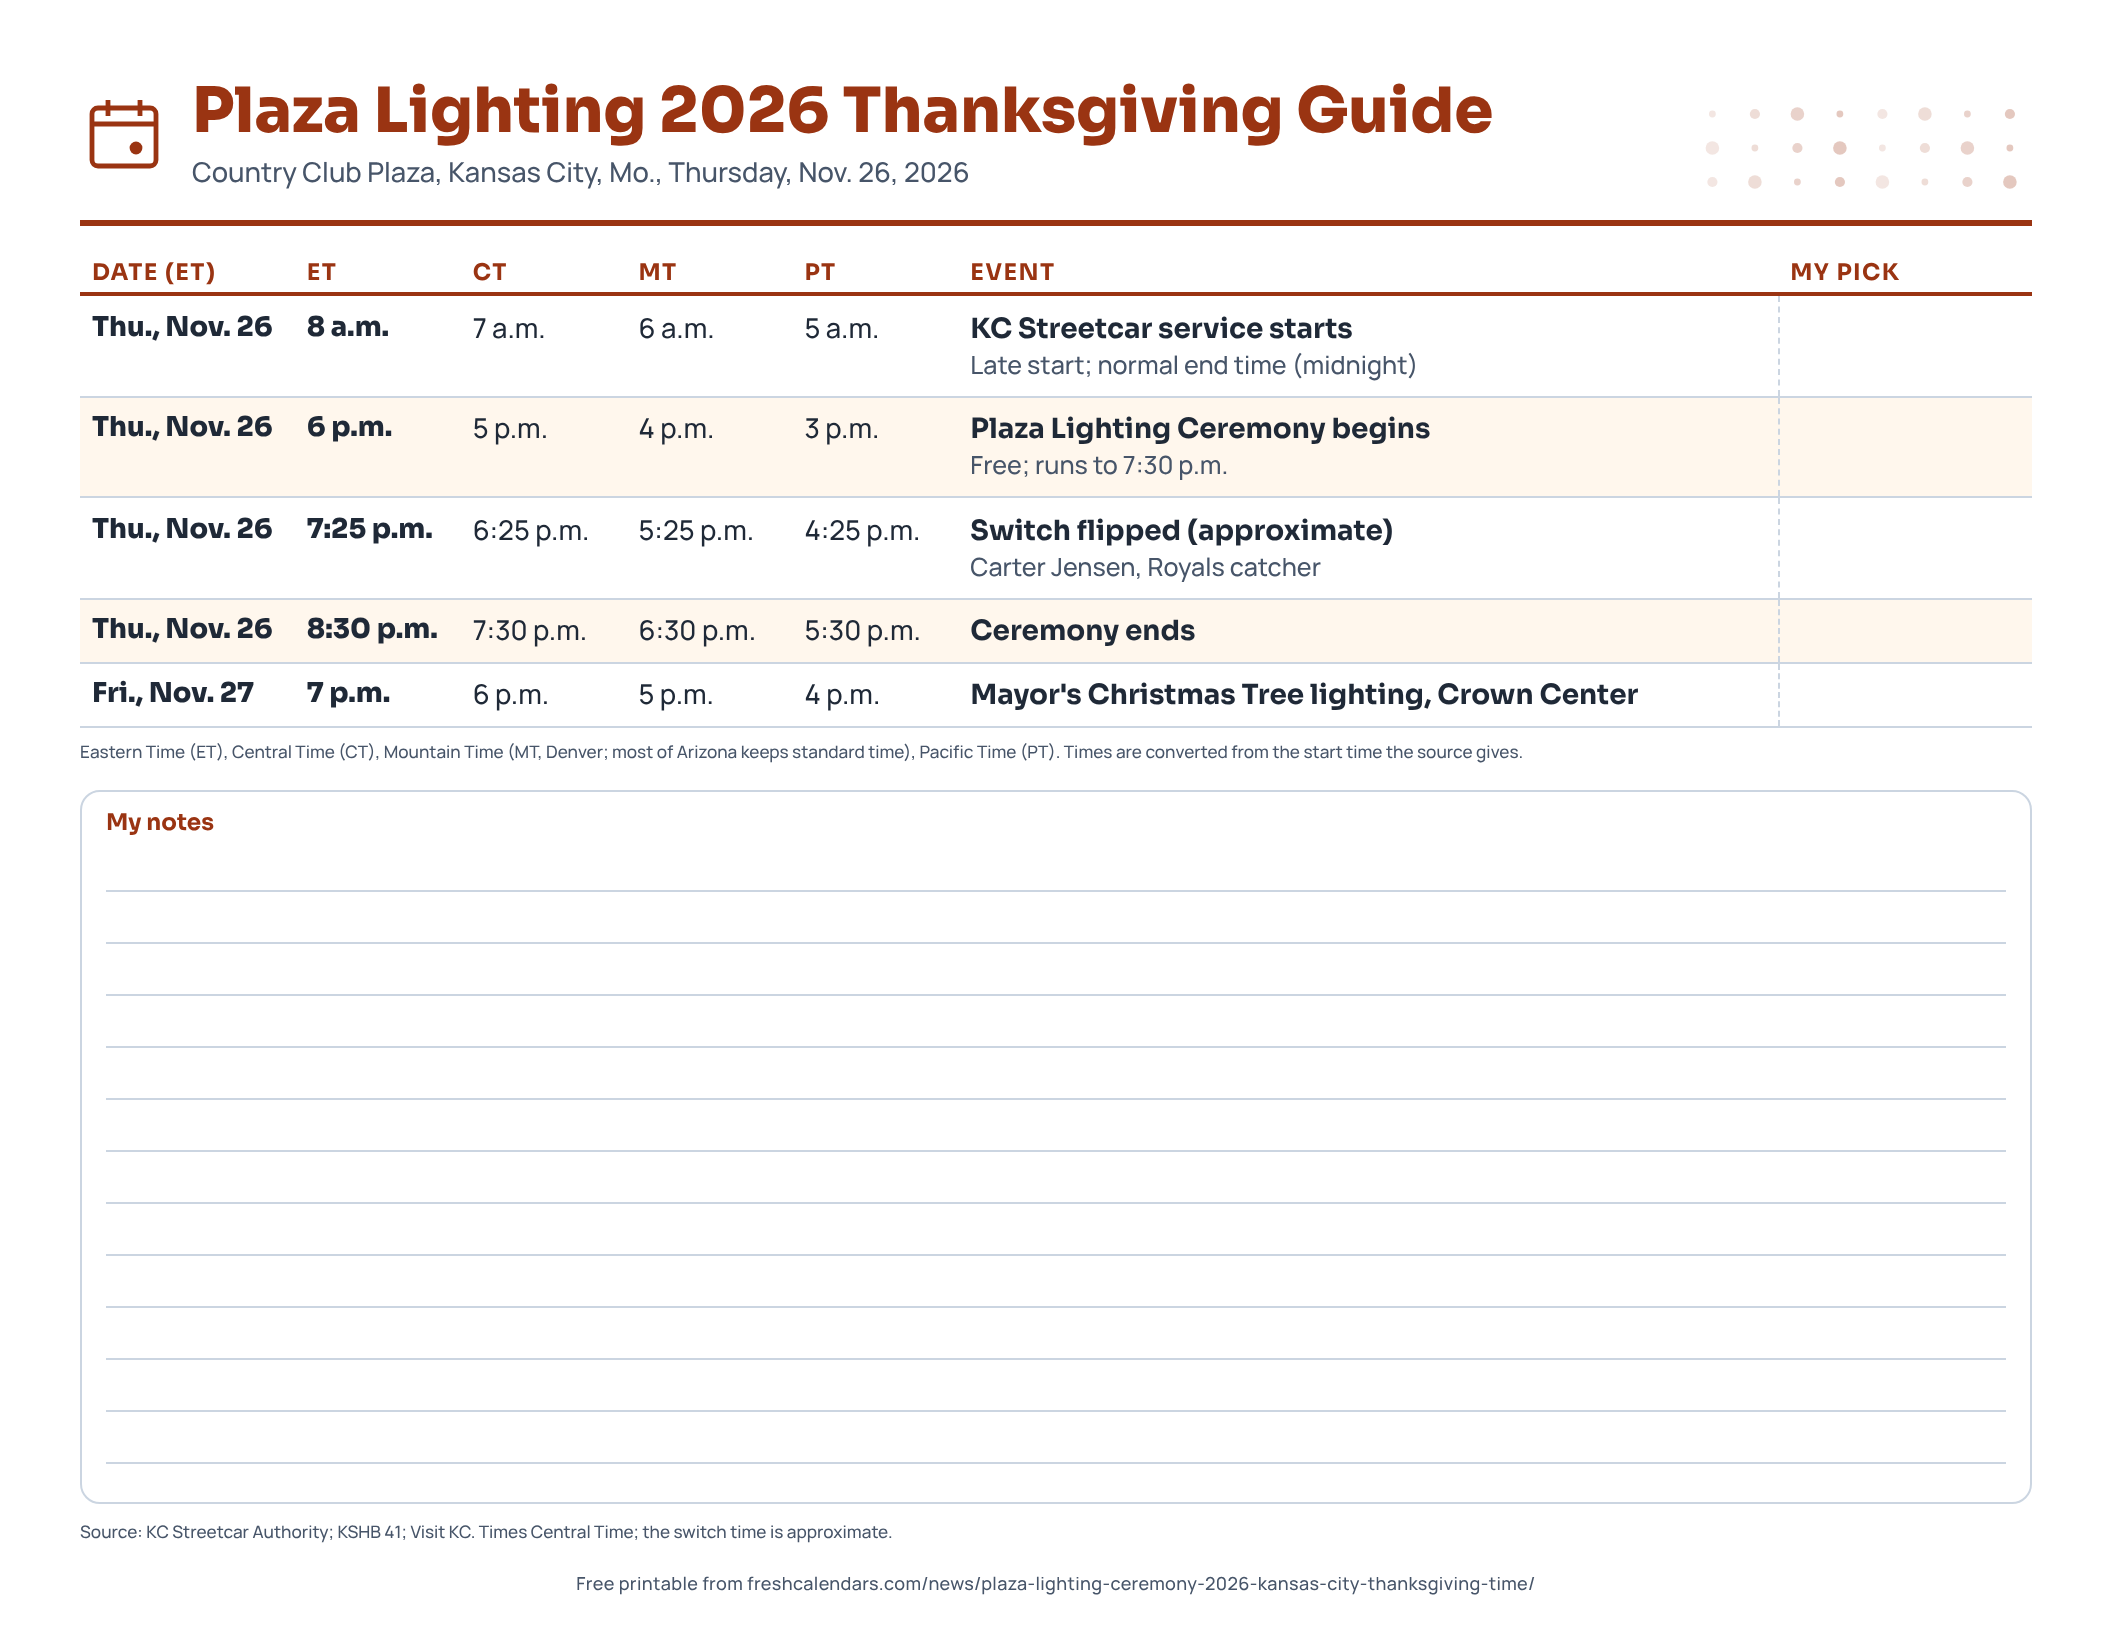 Plaza Lighting 2026 Thanksgiving Guide
Country Club Plaza, Kansas City, Mo., Thursday, Nov. 26, 2026
DATE (ET) ET CT MT PT EVENT MY PICK
Thu., Nov. 26 8 a.m. 7 a.m. 6 a.m. 5 a.m. KC Streetcar service starts
Late start; normal end time (midnight)
Thu., Nov. 26 6 p.m. 5 p.m. 4 p.m. 3 p.m. Plaza Lighting Ceremony begins
Free; runs to 7:30 p.m.
Thu., Nov. 26 7:25 p.m. 6:25 p.m. 5:25 p.m. 4:25 p.m. Switch flipped (approximate)
Carter Jensen, Royals catcher
Thu., Nov. 26 8:30 p.m. 7:30 p.m. 6:30 p.m. 5:30 p.m. Ceremony ends
Fri., Nov. 27 7 p.m. 6 p.m. 5 p.m. 4 p.m. Mayor's Christmas Tree lighting, Crown Center
Eastern Time (ET), Central Time (CT), Mountain Time (MT, Denver; most of Arizona keeps standard time), Pacific Time (PT). Times are converted from the start time the source gives.
My notes
Source: KC Streetcar Authority; KSHB 41; Visit KC. Times Central Time; the switch time is approximate.
Free printable from freshcalendars.com/news/plaza-lighting-ceremony-2026-kansas-city-thanksgiving-time/